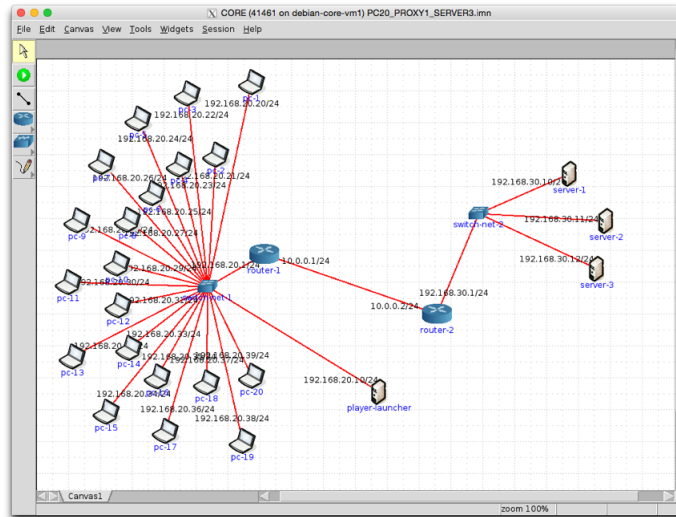 CORE (41461 on debian-core-vm1) PC20_PROXY1_SERVER3.imn
File Edit Canvas View Tools Widgets Session Help
pc-1
192.168.20.20/24
pc-3
192.168.20.22/24
192.168.20.24/24
pc-2
192.168.20.21/24
192.168.20.26/24
192.168.20.23/24
192.168.20.25/24
pc-9
192.168.20.27/24
192.168.20.29/24
192.168.20.1/24
router-1
10.0.0.1/24
pc-11
pc-12
192.168.20.33/24
pc-13
pc-14
192.168.20.39/24
pc-18
pc-20
192.168.20.36/24
pc-15
pc-17
192.168.20.38/24
pc-19
192.168.20.10/24
player-launcher
10.0.0.2/24
192.168.30.1/24
router-2
switch-net-2
192.168.30.10/24
server-1
192.168.30.11/24
server-2
192.168.30.12/24
server-3
Canvas1
zoom 100%